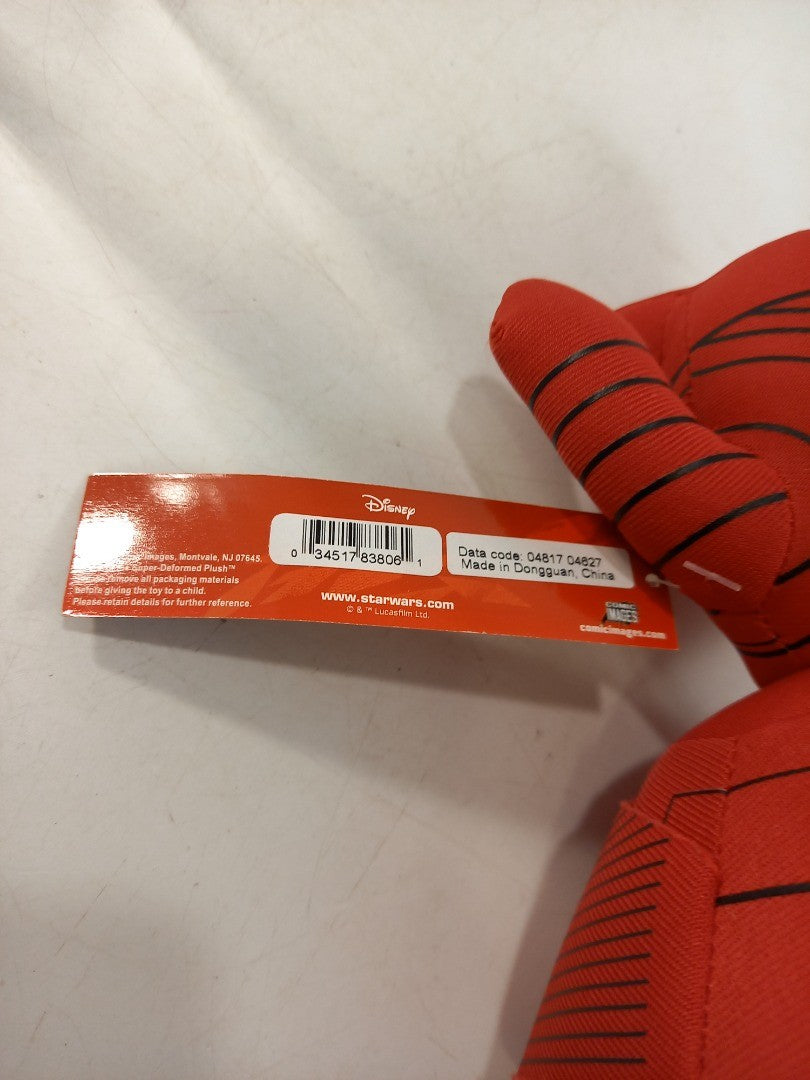 Disney
Images, Montvale, NJ 07645.
Super-Deformed Plush™
remove all packaging materials
before giving the toy to a child.
Please retain details for further reference.
0 34517 83806 1
Data code: 04817 04827
Made in Dongguan, China
www.starwars.com
© & ™ Lucasfilm Ltd.
COMIC
IMAGES
comicimages.com